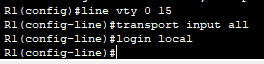 R1(config)#line vty 0 15
R1(config-line)#transport input all
R1(config-line)#login local
R1(config-line)#